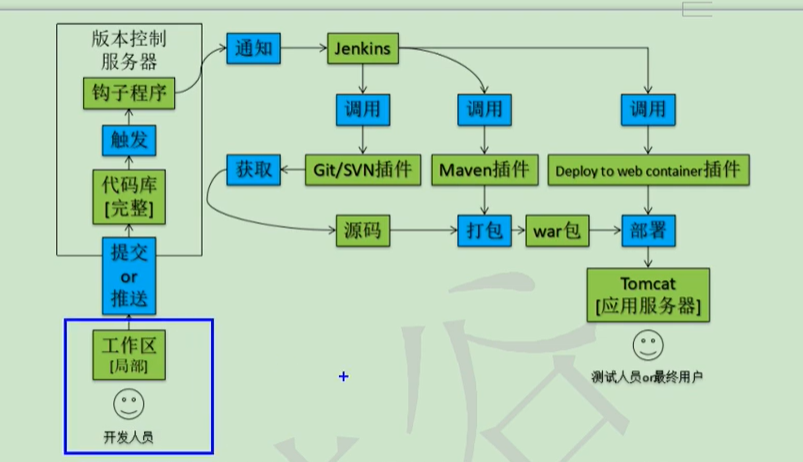 版本控制
服务器
钩子程序
触发
代码库
[完整]
提交
or
推送
工作区
[局部]
开发人员
通知
Jenkins
调用
调用
调用
获取
Git/SVN插件
Maven插件
Deploy to web container插件
源码
打包
war包
部署
Tomcat
[应用服务器]
测试人员or最终用户